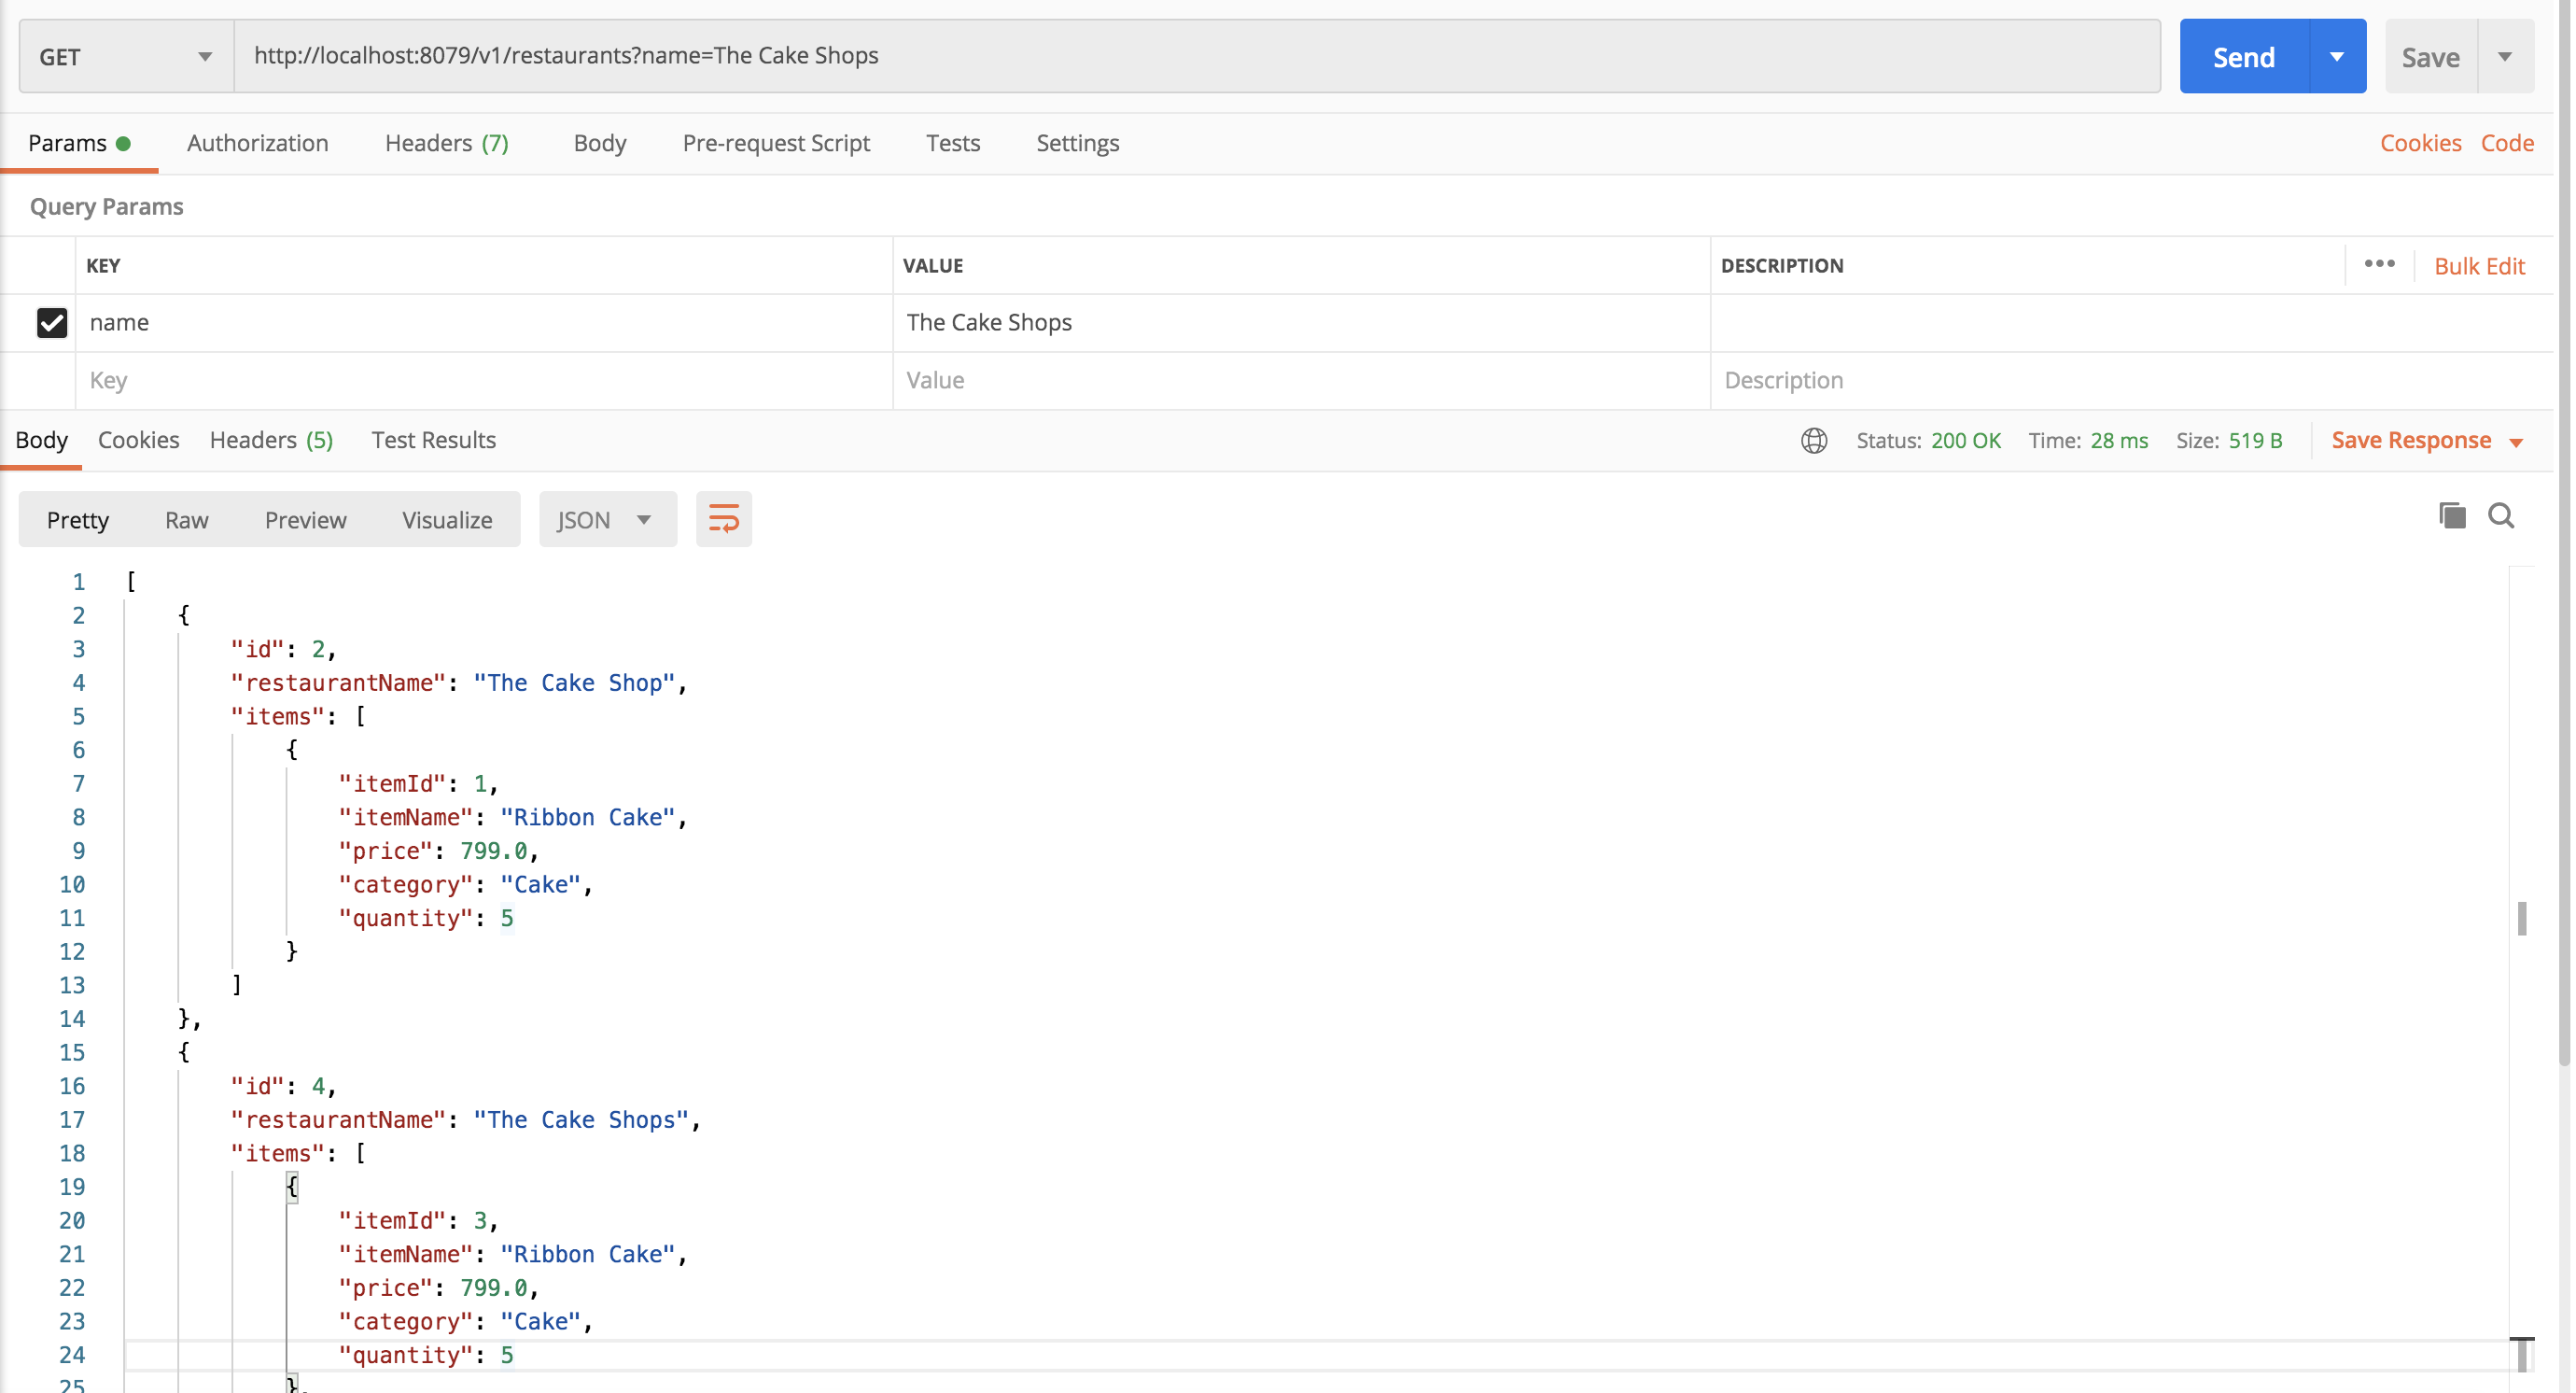 GET http://localhost:8079/v1/restaurants?name=The Cake Shops Send Save
Params Authorization Headers (7) Body Pre-request Script Tests Settings Cookies Code
Query Params
KEY VALUE DESCRIPTION ••• Bulk Edit
name The Cake Shops
Key Value Description
Body Cookies Headers (5) Test Results Status: 200 OK Time: 28 ms Size: 519 B Save Response
Pretty Raw Preview Visualize JSON
1 [
2 {
3 "id": 2,
4 "restaurantName": "The Cake Shop",
5 "items": [
6 {
7 "itemId": 1,
8 "itemName": "Ribbon Cake",
9 "price": 799.0,
10 "category": "Cake",
11 "quantity": 5
12 }
13 ]
14 },
15 {
16 "id": 4,
17 "restaurantName": "The Cake Shops",
18 "items": [
19 {
20 "itemId": 3,
21 "itemName": "Ribbon Cake",
22 "price": 799.0,
23 "category": "Cake",
24 "quantity": 5
25 },